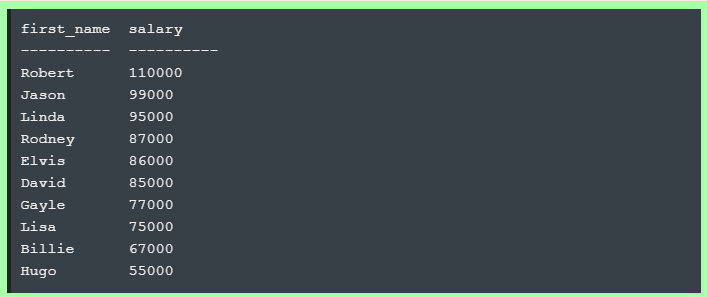 first_name  salary
----------  ----------
Robert      110000
Jason       99000
Linda       95000
Rodney      87000
Elvis       86000
David       85000
Gayle       77000
Lisa        75000
Billie      67000
Hugo        55000